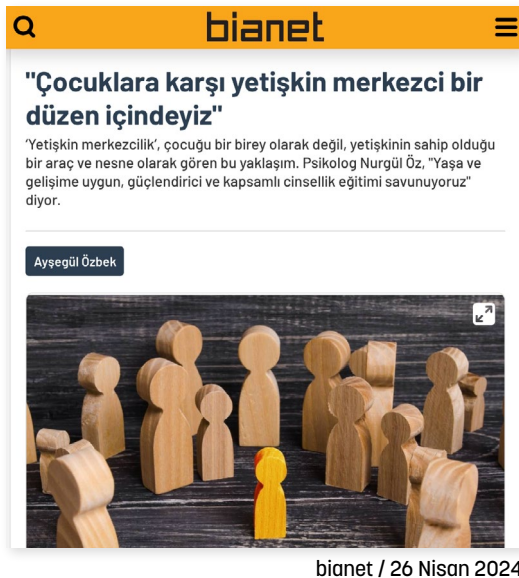 bianet
"Çocuklara karşı yetişkin merkezci bir
düzen içindeyiz"
'Yetişkin merkezcilik', çocuğu bir birey olarak değil, yetişkinin sahip olduğu
bir araç ve nesne olarak gören bu yaklaşım. Psikolog Nurgül Öz, "Yaşa ve
gelişime uygun, güçlendirici ve kapsamlı cinsellik eğitimi savunuyoruz"
diyor.
Ayşegül Özbek
bianet / 26 Nisan 2024